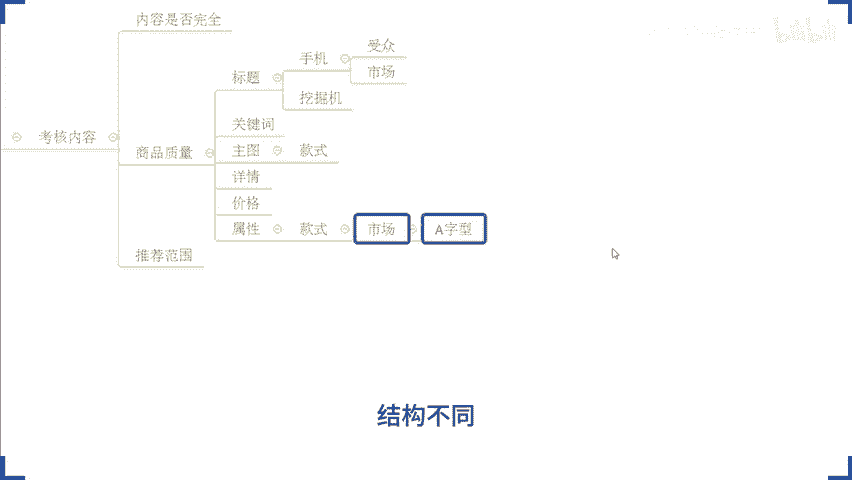 内容是否完全
受众
手机
标题
市场
挖掘机
关键词
考核内容
主图 款式
商品质量
详情
价格
属性 款式 市场 A字型
推荐范围
结构不同